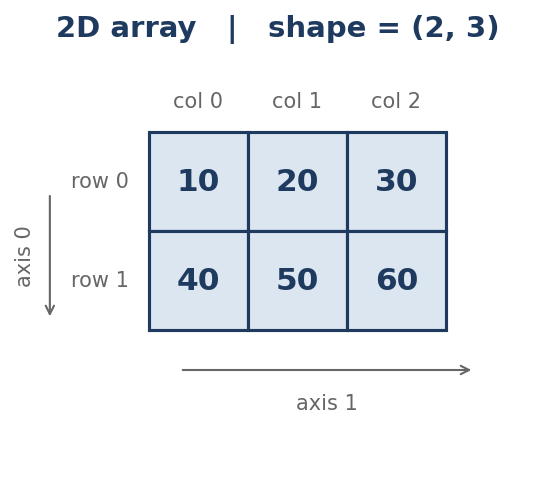 2D array | shape = (2, 3)
col 0 col 1 col 2
row 0 10 20 30
axis 0
row 1 40 50 60
axis 1